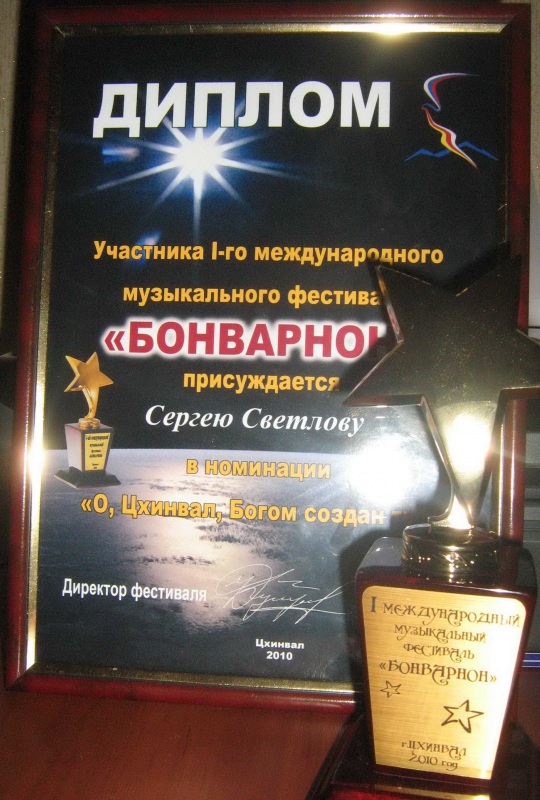 ДИПЛОМ
Участника I-го международного
музыкального фестива
«БОНВАРНОН
присуждается
Сергею Светлову
в номинации
«О, Цхинвал, Богом создан
Директор фестиваля
Цхинвал
2010
I МЕЖДУНАРОДНЫЙ
МУЗЫКАЛЬНЫЙ
ФЕСТИВАЛЬ
«БОНВАРНОН»
г.ЦХИНВАЛ
2010 год